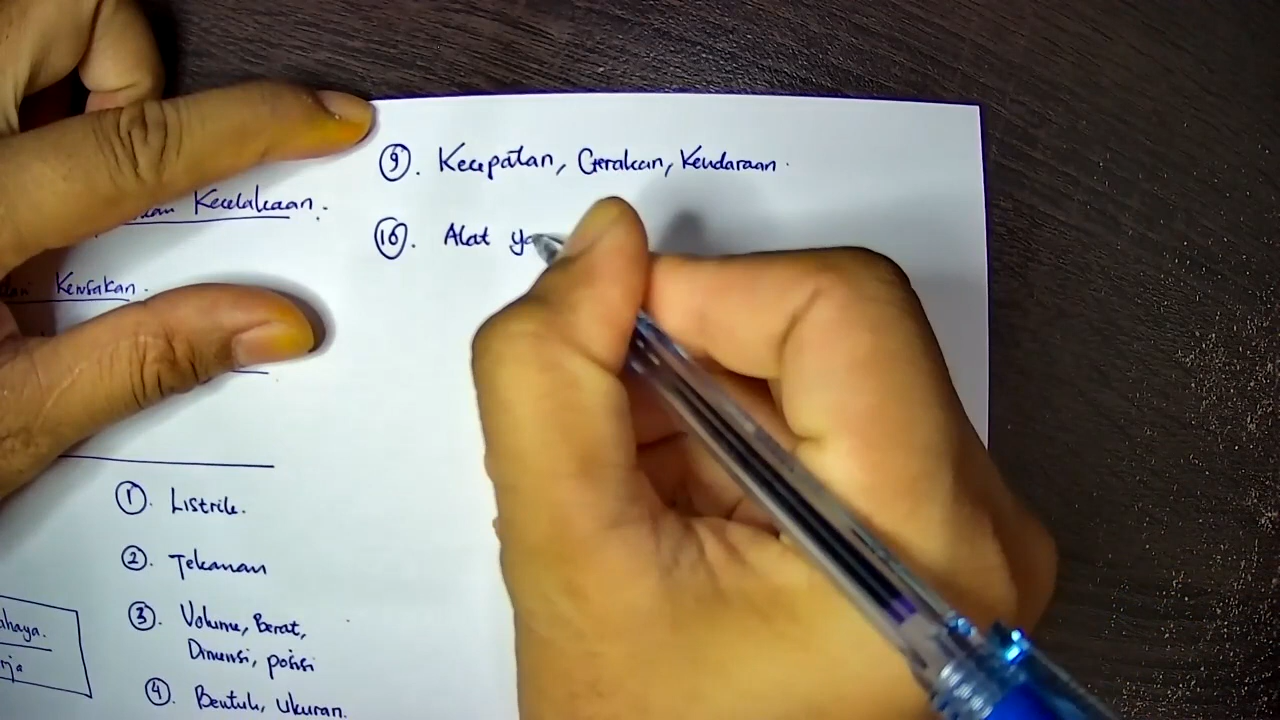 Kecelakaan.
Kerusakan.
① Listrik.
② Tekanan
③ Volume, Berat,
Dimensi, posisi
④ Bentuk, Ukuran.
⑨ Kecepatan, Gerakan, Kendaraan.
⑩ Alat ya